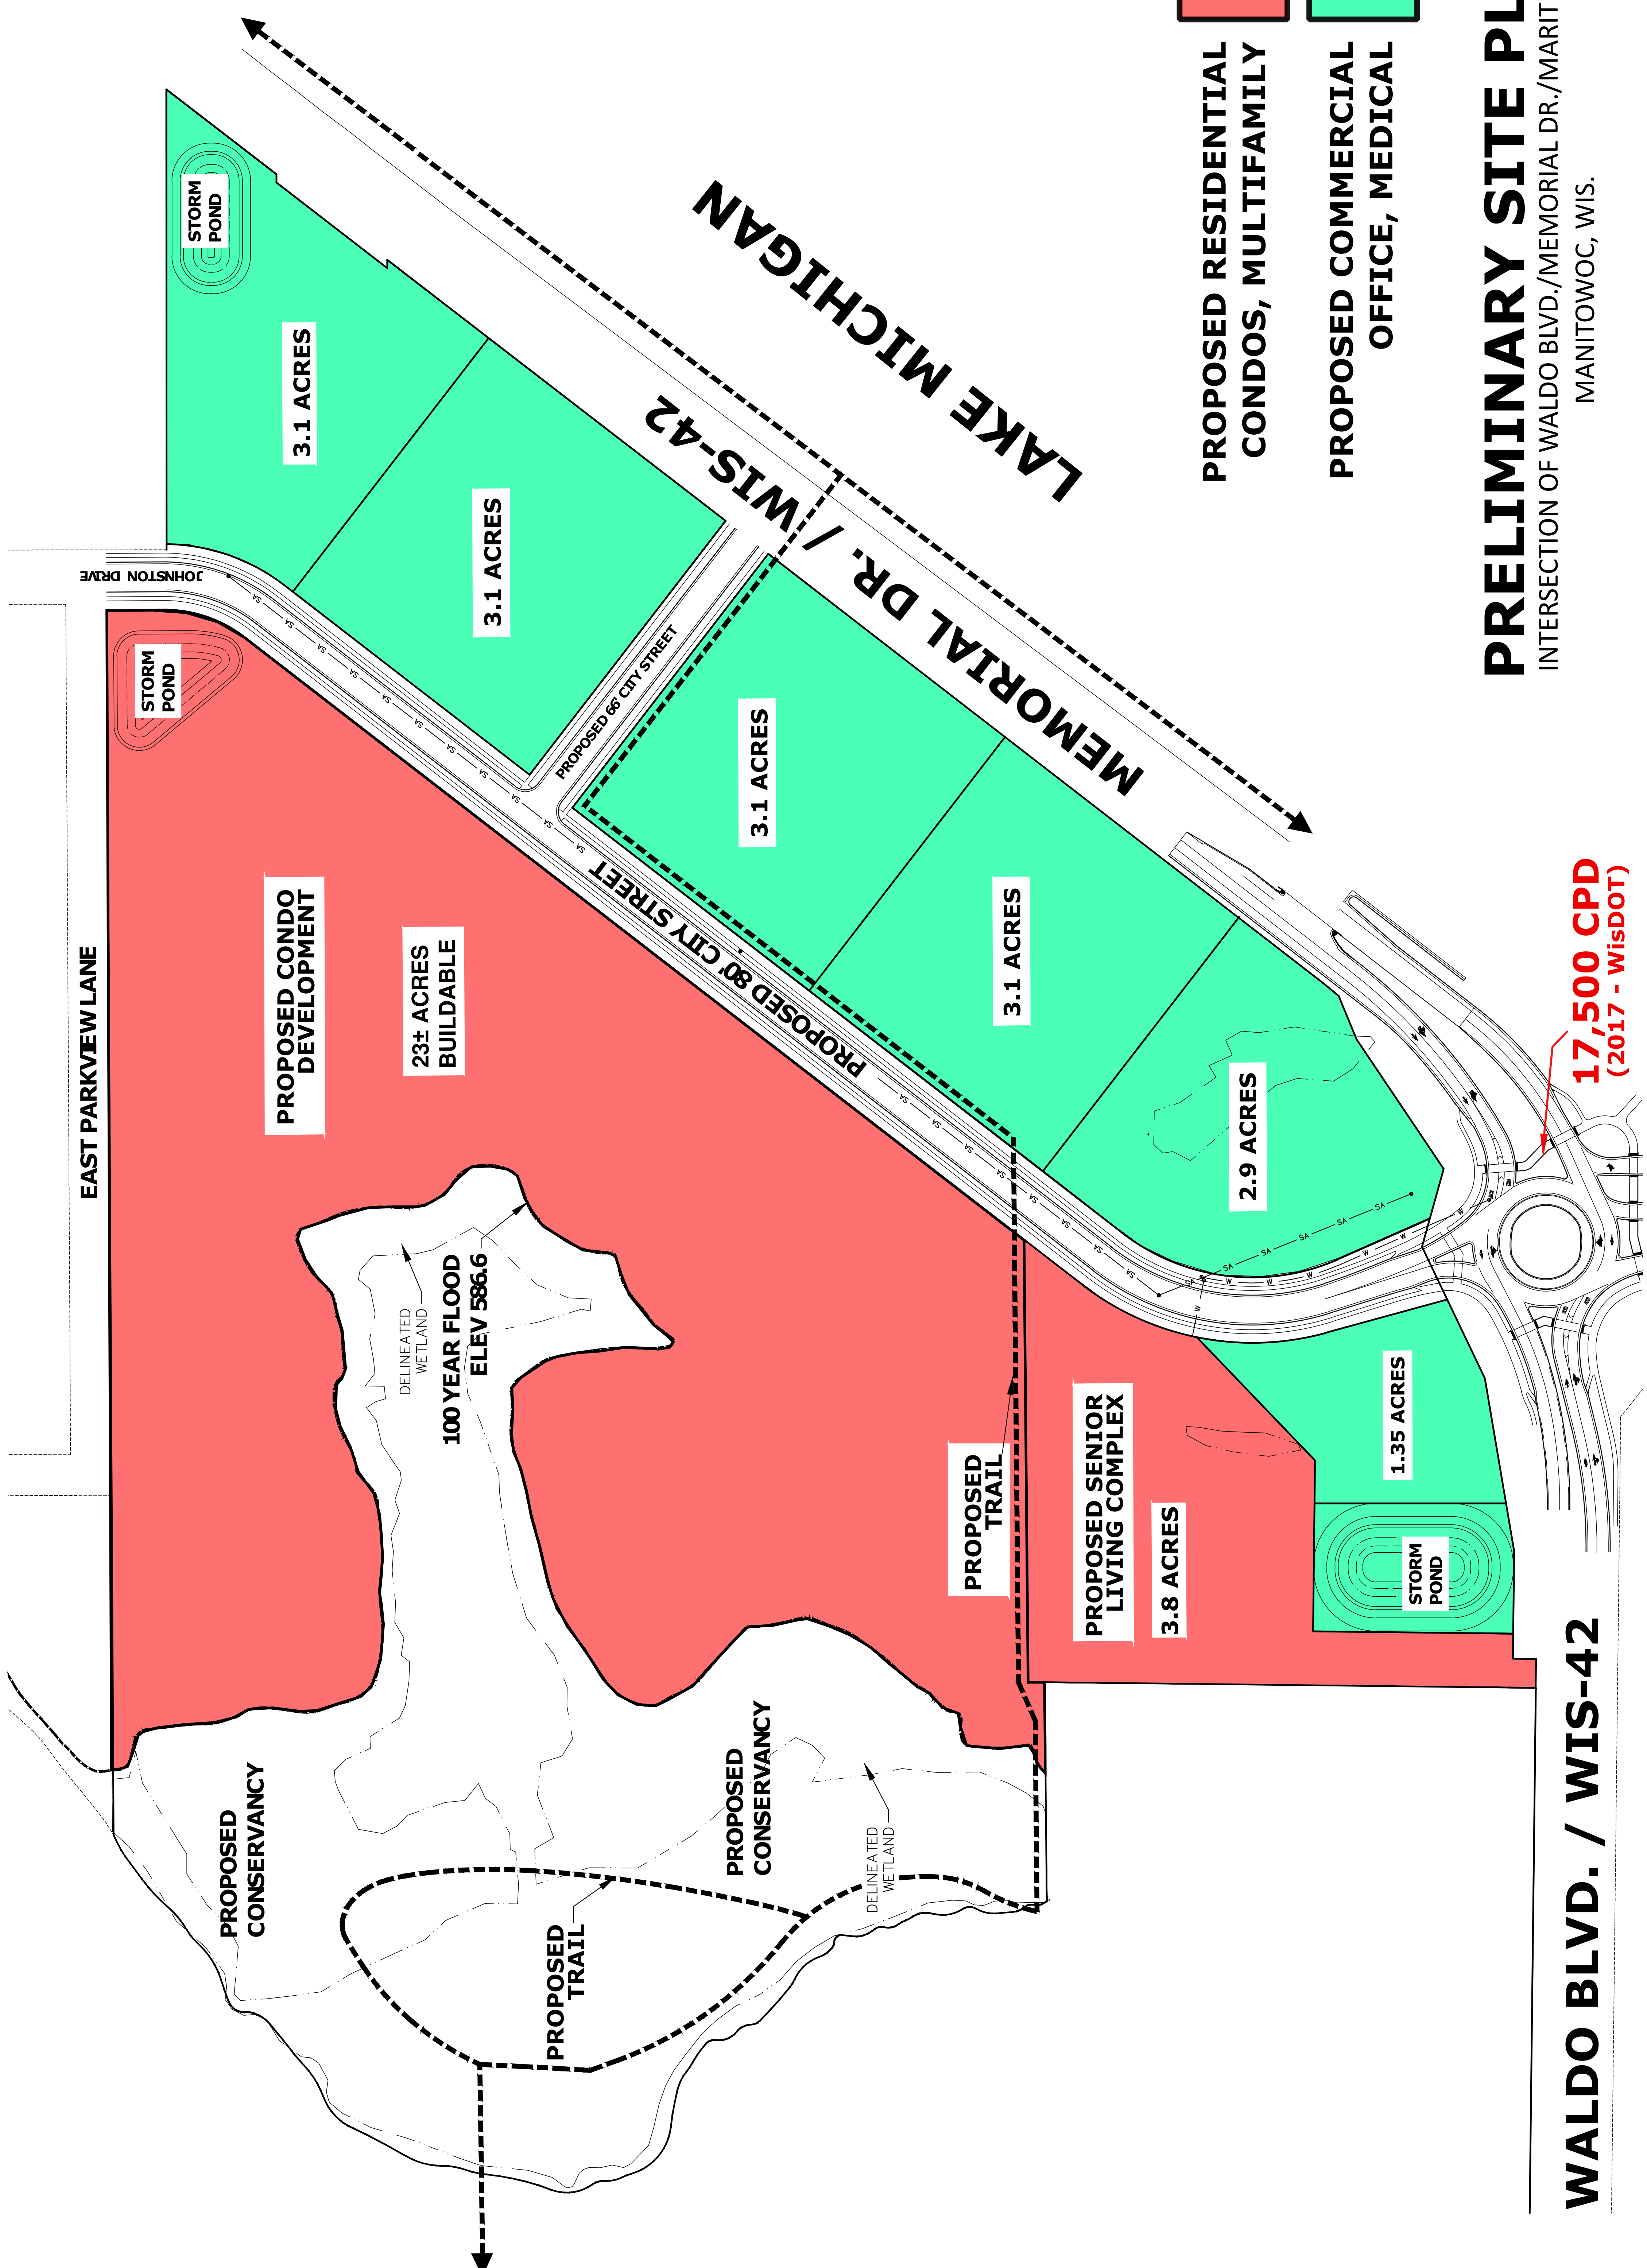 EAST PARKVIEW LANE
JOHNSTON DRIVE
STORM
POND
STORM
POND
3.1 ACRES
3.1 ACRES
3.1 ACRES
3.1 ACRES
2.9 ACRES
1.35 ACRES
STORM
POND
PROPOSED CONDO
DEVELOPMENT
23± ACRES
BUILDABLE
PROPOSED 66' CITY STREET
PROPOSED 80' CITY STREET
MEMORIAL DR. / WIS-42
LAKE MICHIGAN
DELINEATED
WETLAND
100 YEAR FLOOD
ELEV 586.6
PROPOSED
TRAIL
PROPOSED SENIOR
LIVING COMPLEX
3.8 ACRES
PROPOSED
CONSERVANCY
PROPOSED
CONSERVANCY
DELINEATED
WETLAND
PROPOSED
TRAIL
WALDO BLVD. / WIS-42
17,500 CPD
(2017 - WisDOT)
PROPOSED RESIDENTIAL
CONDOS, MULTIFAMILY
PROPOSED COMMERCIAL
OFFICE, MEDICAL
PRELIMINARY SITE PL
INTERSECTION OF WALDO BLVD./MEMORIAL DR./MARIT
MANITOWOC, WIS.